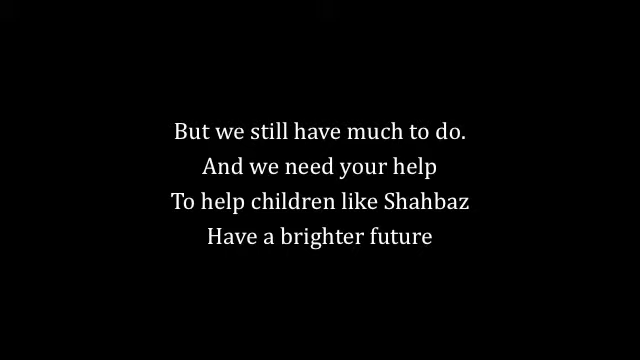 But we still have much to do.
And we need your help
To help children like Shahbaz
Have a brighter future